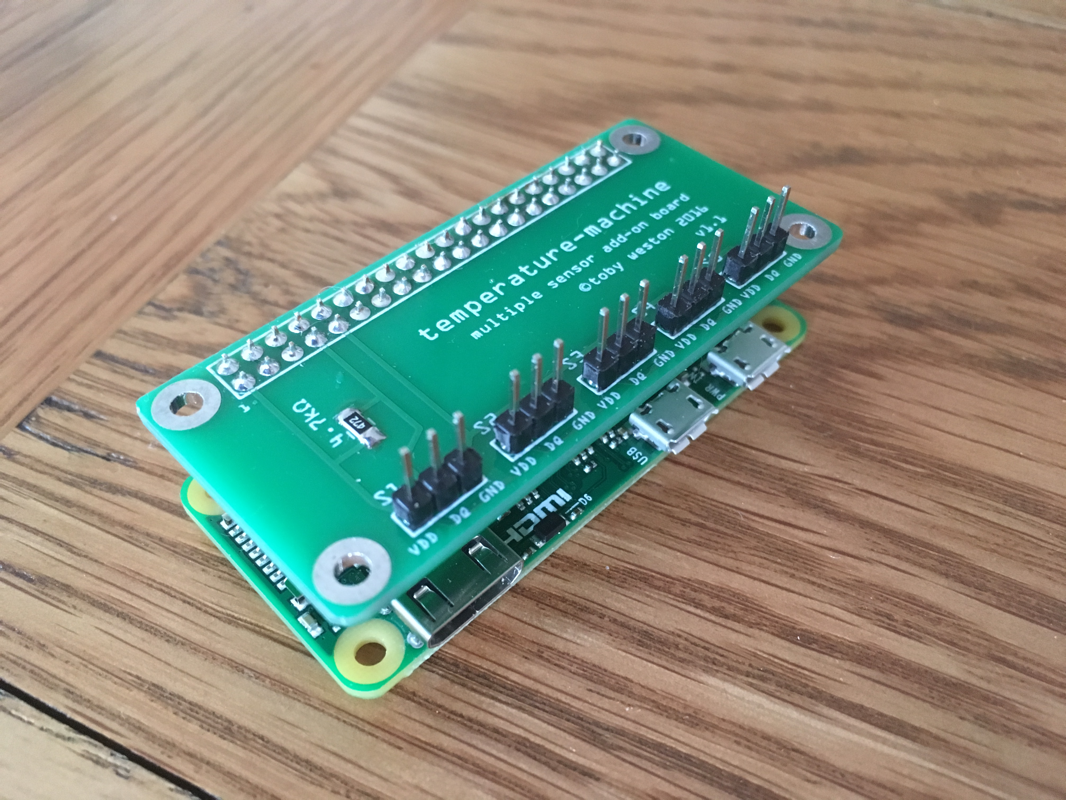 temperature-machine
multiple sensor add-on board
©toby weston 2016
v1.1
4.7kΩ
472
S1
VDD DQ GND
S2
VDD DQ GND
S3
VDD DQ GND
VDD DQ GND
VDD DQ GND
HDMI
D6
USB